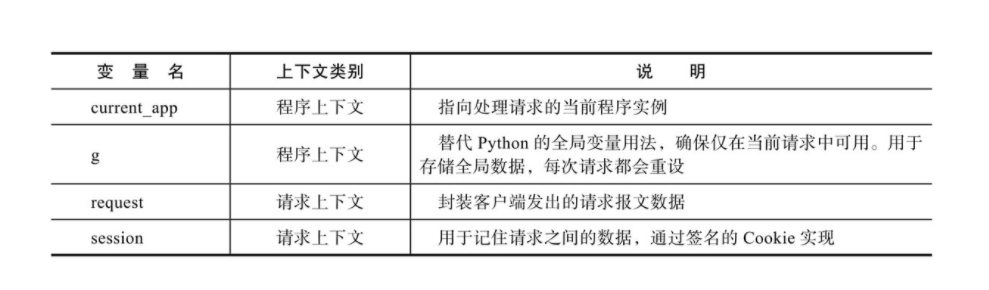 变 量 名 上下文类别 说 明
current_app 程序上下文 指向处理请求的当前程序实例
g 程序上下文 替代 Python 的全局变量用法，确保仅在当前请求中可用。用于
存储全局数据，每次请求都会重设
request 请求上下文 封装客户端发出的请求报文数据
session 请求上下文 用于记住请求之间的数据，通过签名的 Cookie 实现